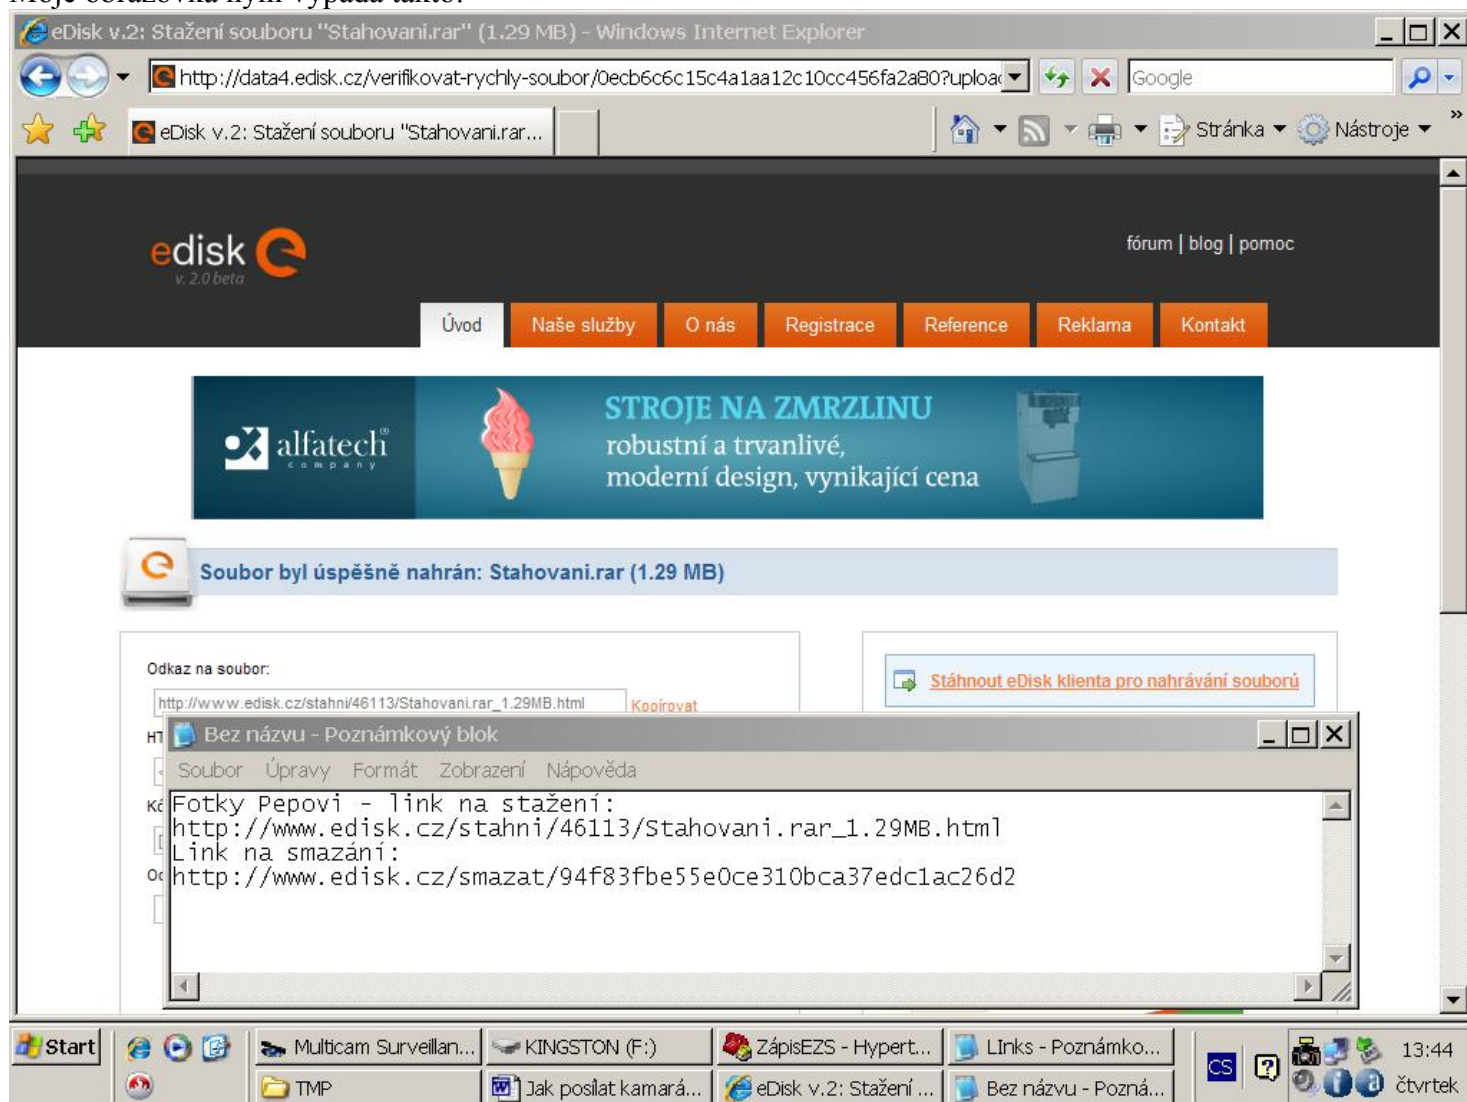 eDisk v.2: Stažení souboru "Stahovani.rar" (1.29 MB) - Windows Internet Explorer
http://data4.edisk.cz/verifikovat-rychly-soubor/0ecb6c6c15c4a1aa12c10cc456fa2a80?upload
Google
eDisk v.2: Stažení souboru "Stahovani.rar...
Stránka
Nástroje
»
edisk
v. 2.0 beta
fórum | blog | pomoc
Úvod
Naše služby
O nás
Registrace
Reference
Reklama
Kontakt
alfatech®
company
STROJE NA ZMRZLINU
robustní a trvanlivé,
moderní design, vynikající cena
Soubor byl úspěšně nahrán: Stahovani.rar (1.29 MB)
Odkaz na soubor:
http://www.edisk.cz/stahni/46113/Stahovani.rar_1.29MB.html
Kopírovat
Stáhnout eDisk klienta pro nahrávání souborů
Bez názvu - Poznámkový blok
Soubor Úpravy Formát Zobrazení Nápověda
Fotky Pepovi - link na stažení:
http://www.edisk.cz/stahni/46113/Stahovani.rar_1.29MB.html
Link na smazání:
http://www.edisk.cz/smazat/94f83fbe55e0ce310bca37edc1ac26d2
Start
Multicam Surveillan...
KINGSTON (F:)
ZápisEZS - Hypert...
LInks - Poznámko...
CS
13:44
TMP
Jak posílat kamará...
eDisk v.2: Stažení ...
Bez názvu - Pozná...
čtvrtek